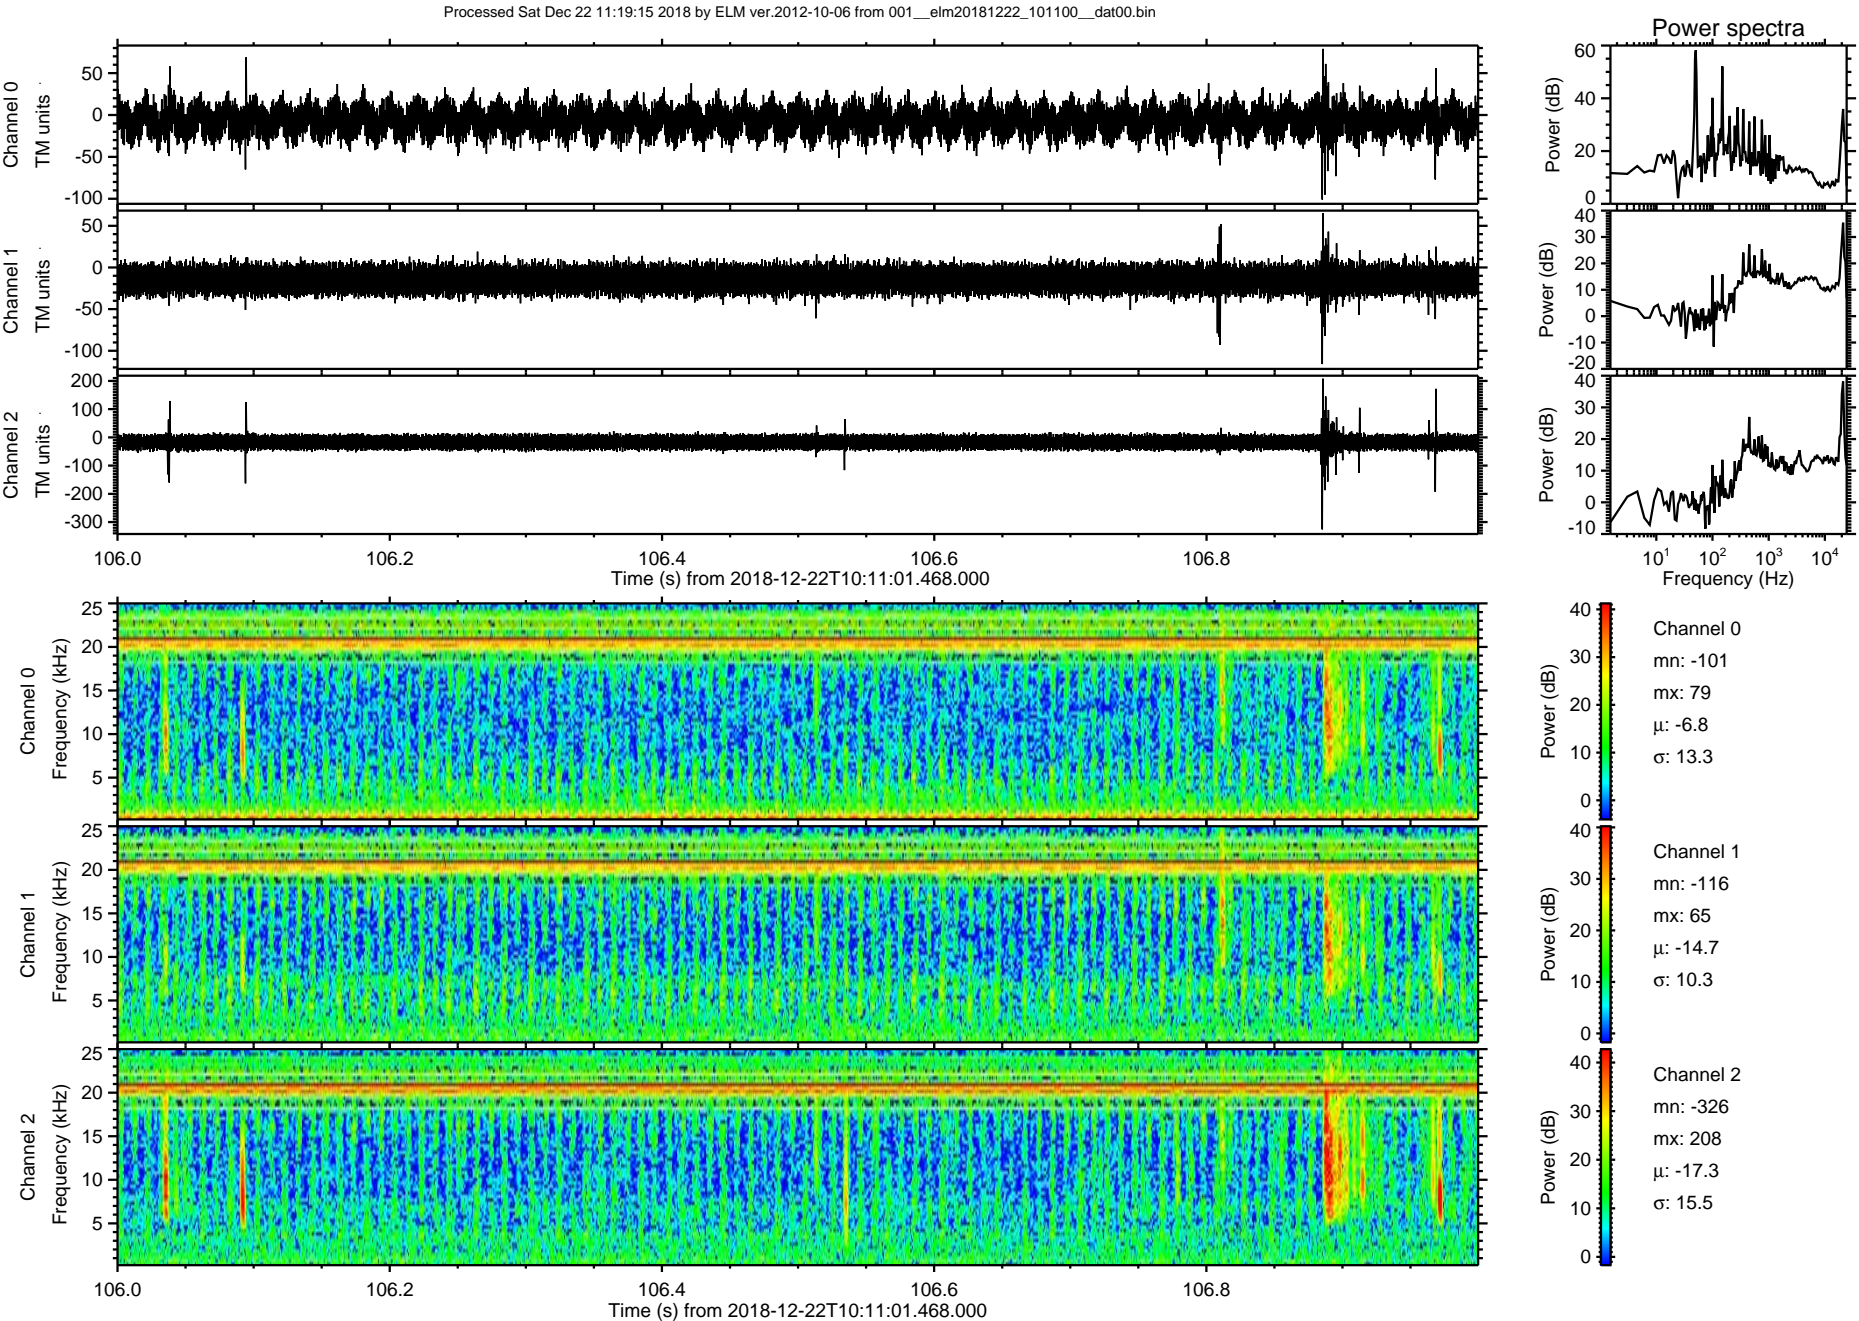 Processed Sat Dec 22 11:19:15 2018 by ELM ver.2012-10-06 from 001__elm20181222_101100__dat00.bin
Power spectra
Channel 0
TM units
50
0
-50
-100
Power (dB)
60
40
20
0
Channel 1
TM units
50
0
-50
-100
Power (dB)
40
30
20
10
0
-10
-20
Channel 2
TM units
200
100
0
-100
-200
-300
Power (dB)
40
30
20
10
0
-10
106.0 106.2 106.4 106.6 106.8
Time (s) from 2018-12-22T10:11:01.468.000
10¹ 10² 10³ 10⁴
Frequency (Hz)
Channel 0
Frequency (kHz)
25
20
15
10
5
Power (dB)
40
30
20
10
0
Channel 0
mn: -101
mx: 79
μ: -6.8
σ: 13.3
Channel 1
Frequency (kHz)
25
20
15
10
5
Power (dB)
40
30
20
10
0
Channel 1
mn: -116
mx: 65
μ: -14.7
σ: 10.3
Channel 2
Frequency (kHz)
25
20
15
10
5
Power (dB)
40
30
20
10
0
Channel 2
mn: -326
mx: 208
μ: -17.3
σ: 15.5
106.0 106.2 106.4 106.6 106.8
Time (s) from 2018-12-22T10:11:01.468.000